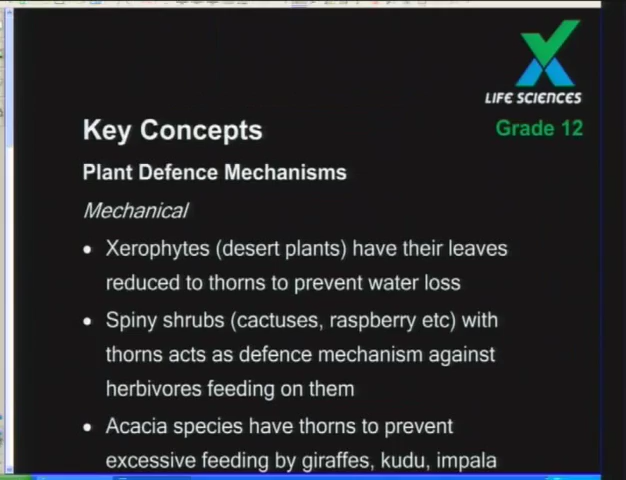 LIFE SCIENCES
Key Concepts
Grade 12
Plant Defence Mechanisms
Mechanical
• Xerophytes (desert plants) have their leaves
reduced to thorns to prevent water loss
• Spiny shrubs (cactuses, raspberry etc) with
thorns acts as defence mechanism against
herbivores feeding on them
• Acacia species have thorns to prevent
excessive feeding by giraffes, kudu, impala